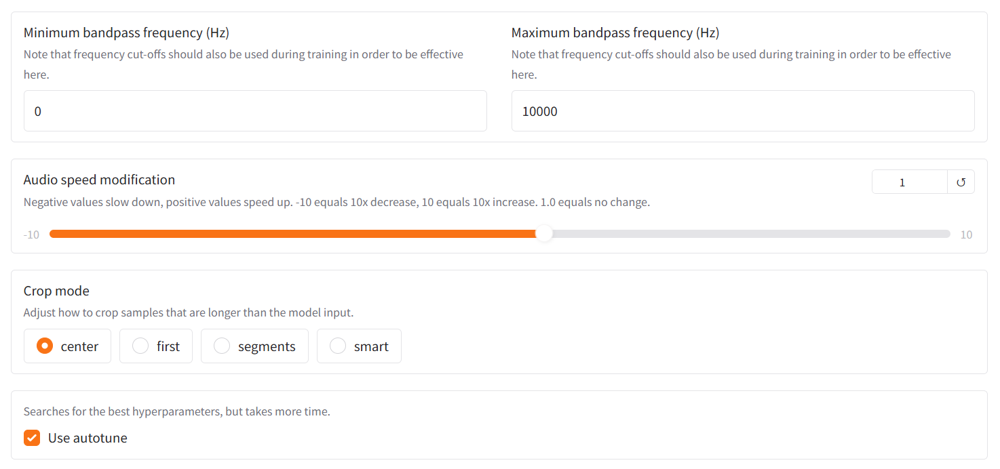 Minimum bandpass frequency (Hz)
Note that frequency cut-offs should also be used during training in order to be effective
here.
0
Maximum bandpass frequency (Hz)
Note that frequency cut-offs should also be used during training in order to be effective
here.
10000
Audio speed modification
1
Negative values slow down, positive values speed up. -10 equals 10x decrease, 10 equals 10x increase. 1.0 equals no change.
-10
10
Crop mode
Adjust how to crop samples that are longer than the model input.
center first segments smart
Searches for the best hyperparameters, but takes more time.
Use autotune